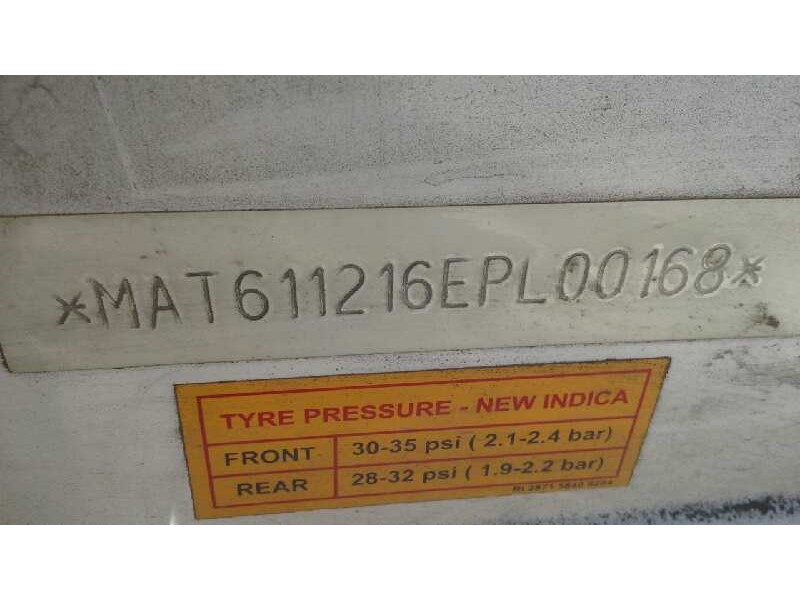 *MAT611216EPL00168*
TYRE PRESSURE - NEW INDICA
FRONT 30-35 psi ( 2.1-2.4 bar)
REAR 28-32 psi ( 1.9-2.2 bar)